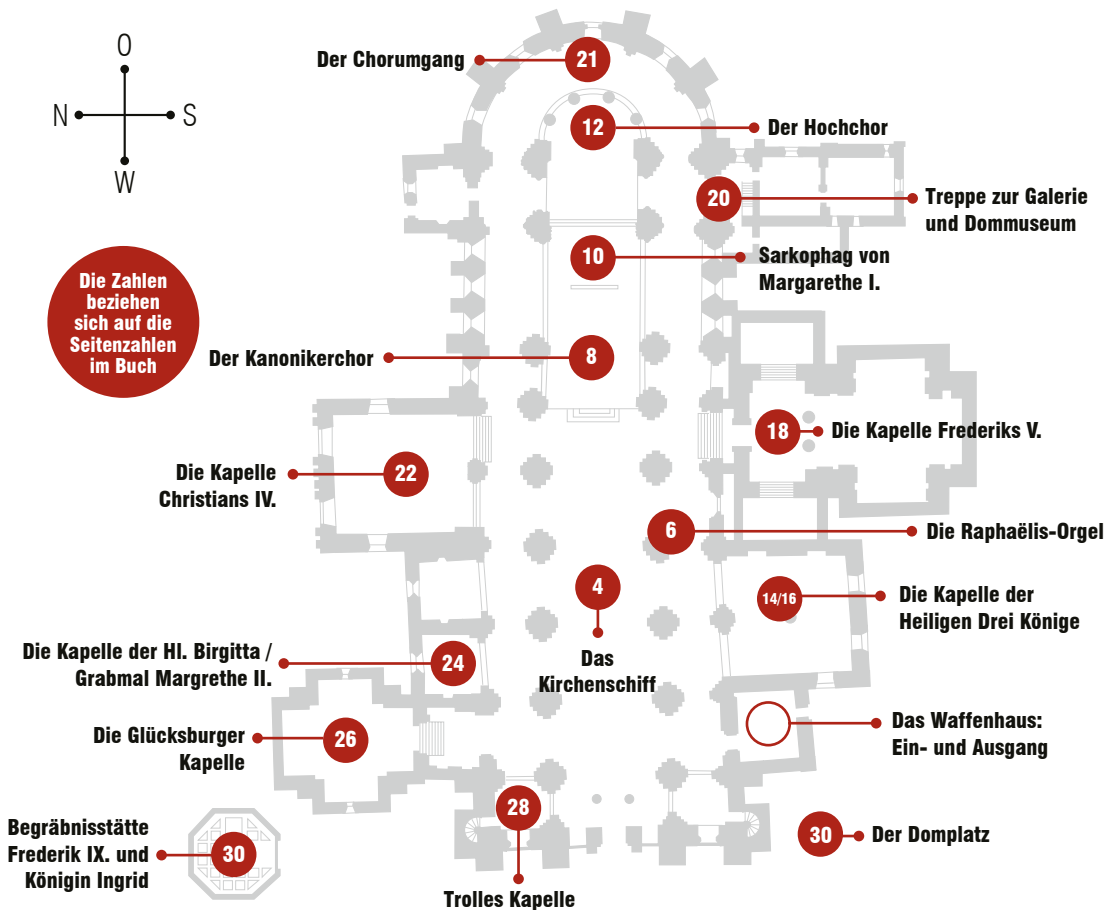 O
N
S
W
Die Zahlen
beziehen
sich auf die
Seitenzahlen
im Buch
Der Chorumgang
21
12
Der Hochchor
20
Treppe zur Galerie
und Dommuseum
10
Sarkophag von
Margarethe I.
Der Kanonikerchor
8
18
Die Kapelle Frederiks V.
Die Kapelle
Christians IV.
22
6
Die Raphaëlis-Orgel
4
Das
Kirchenschiff
14/16
Die Kapelle der
Heiligen Drei Könige
Die Kapelle der Hl. Birgitta /
Grabmal Margrethe II.
24
Das Waffenhaus:
Ein- und Ausgang
Die Glücksburger
Kapelle
26
28
Trolles Kapelle
30
Der Domplatz
Begräbnisstätte
Frederik IX. und
Königin Ingrid
30